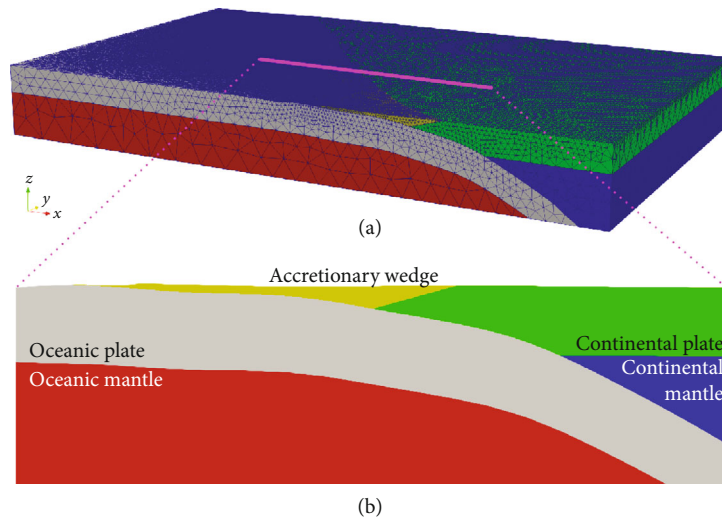 z
y
x
(a)
Accretionary wedge
Oceanic plate
Continental plate
Oceanic mantle
Continental
mantle
(b)